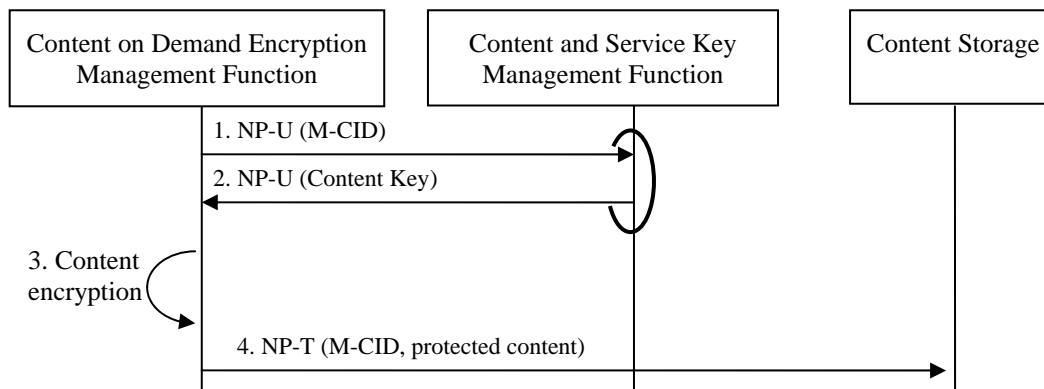 Content on Demand Encryption
Management Function
Content and Service Key
Management Function
Content Storage
1. NP-U (M-CID)
2. NP-U (Content Key)
3. Content
encryption
4. NP-T (M-CID, protected content)